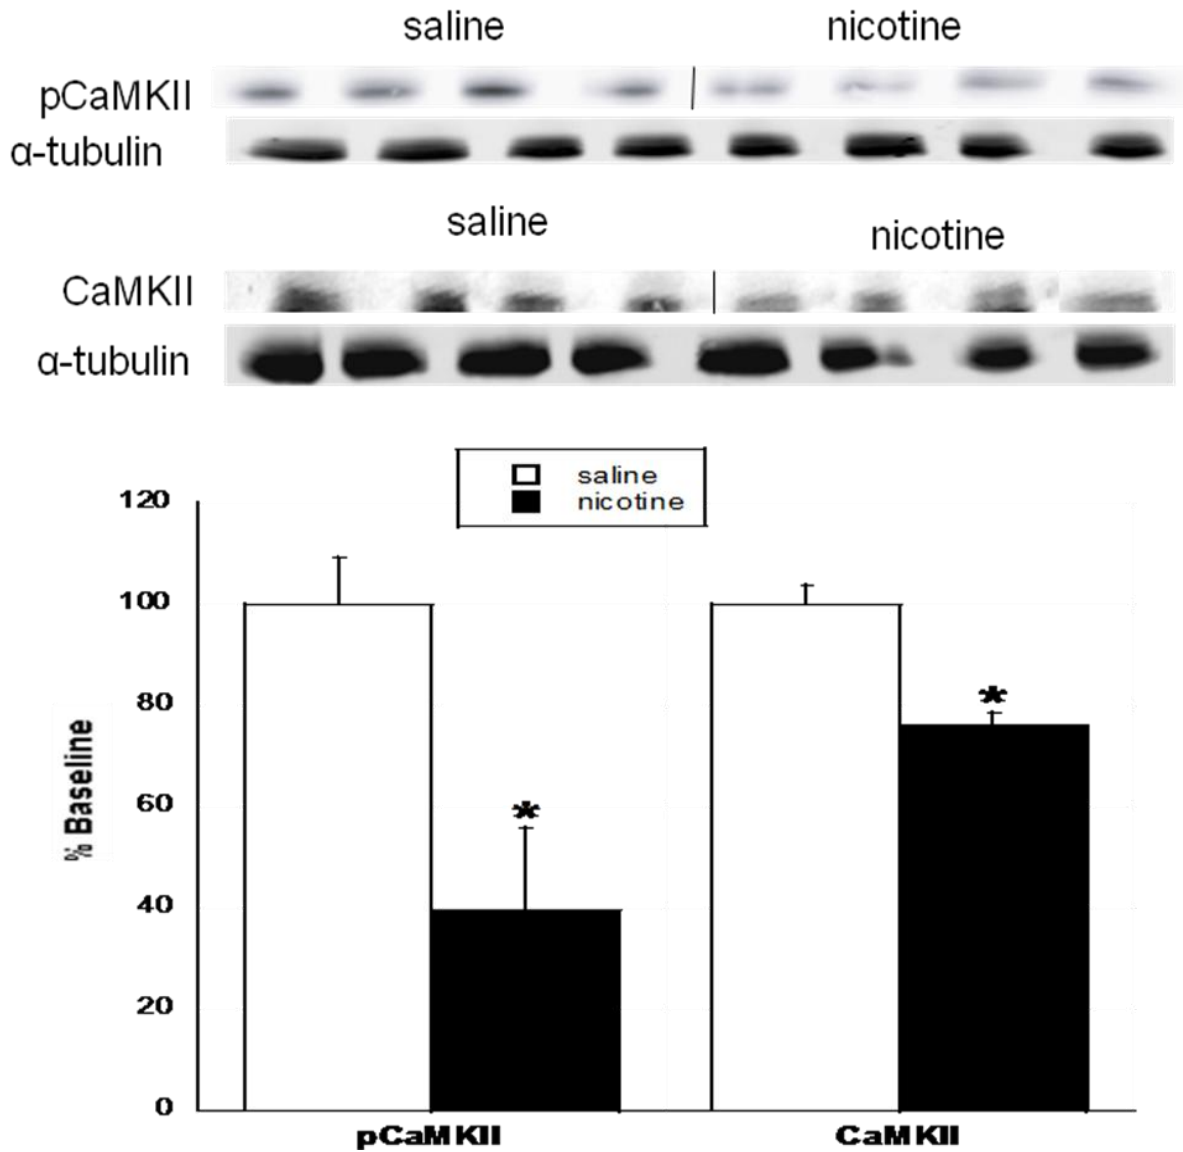 saline nicotine
pCaMKII
α-tubulin
saline nicotine
CaMKII
α-tubulin
saline
nicotine
120
100
80
60
40
20
0
% Baseline
*
*
pCaMKII CaMKII